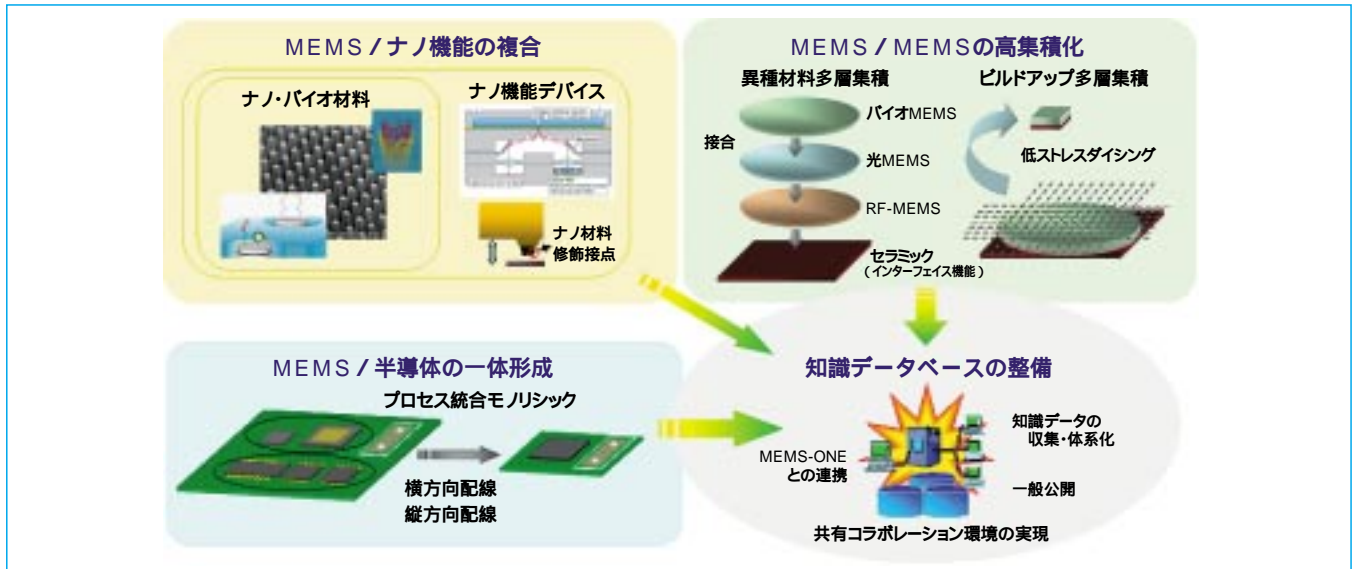 MEMS / ナノ機能の複合
ナノ・バイオ材料
ナノ機能デバイス
ナノ材料
修飾接点
MEMS / MEMSの高集積化
異種材料多層集積
ビルドアップ多層集積
接合
バイオMEMS
光MEMS
RF-MEMS
セラミック
(インターフェイス機能)
低ストレスダイシング
MEMS / 半導体の一体形成
プロセス統合モノリシック
横方向配線
縦方向配線
知識データベースの整備
MEMS-ONE
との連携
知識データの
収集・体系化
一般公開
共有コラボレーション環境の実現